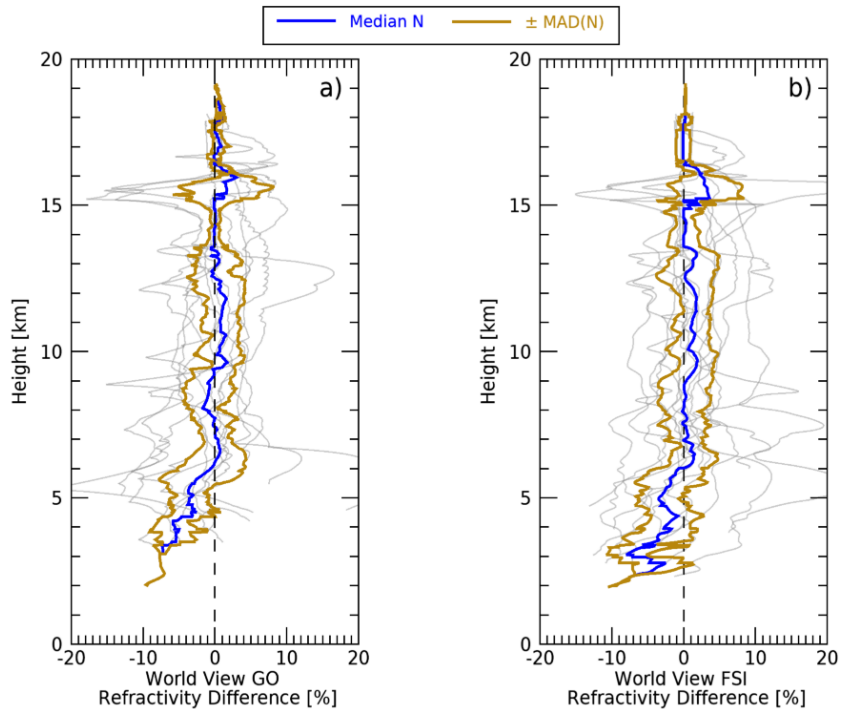 Median N ± MAD(N)
a)
20
15
10
5
0
Height [km]
-20 -10 0 10 20
World View GO
Refractivity Difference [%]
b)
20
15
10
5
0
Height [km]
-20 -10 0 10 20
World View FSI
Refractivity Difference [%]